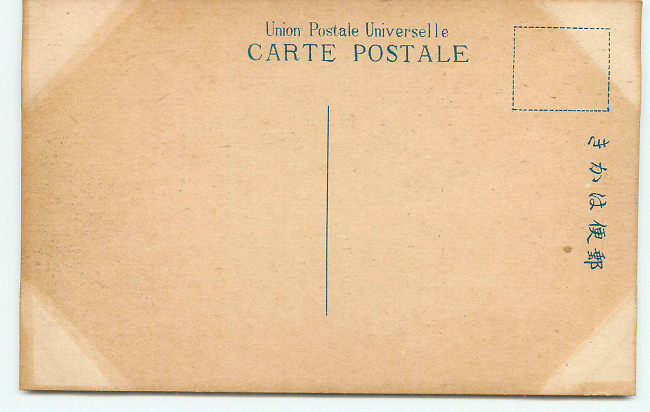 Union Postale Universelle
CARTE POSTALE
郵便はかき